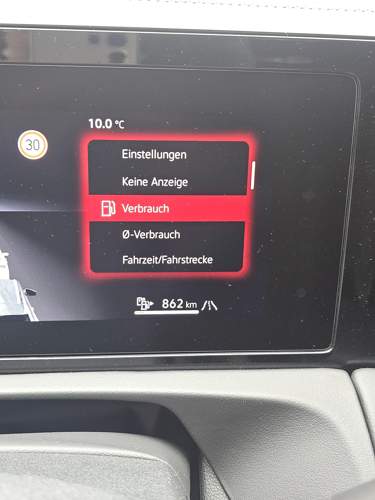 10.0 °C
30
Einstellungen
Keine Anzeige
Verbrauch
Ø-Verbrauch
Fahrzeit/Fahrstrecke
862 km